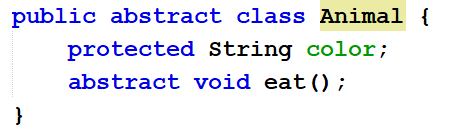 public abstract class Animal {
    protected String color;
    abstract void eat();
}